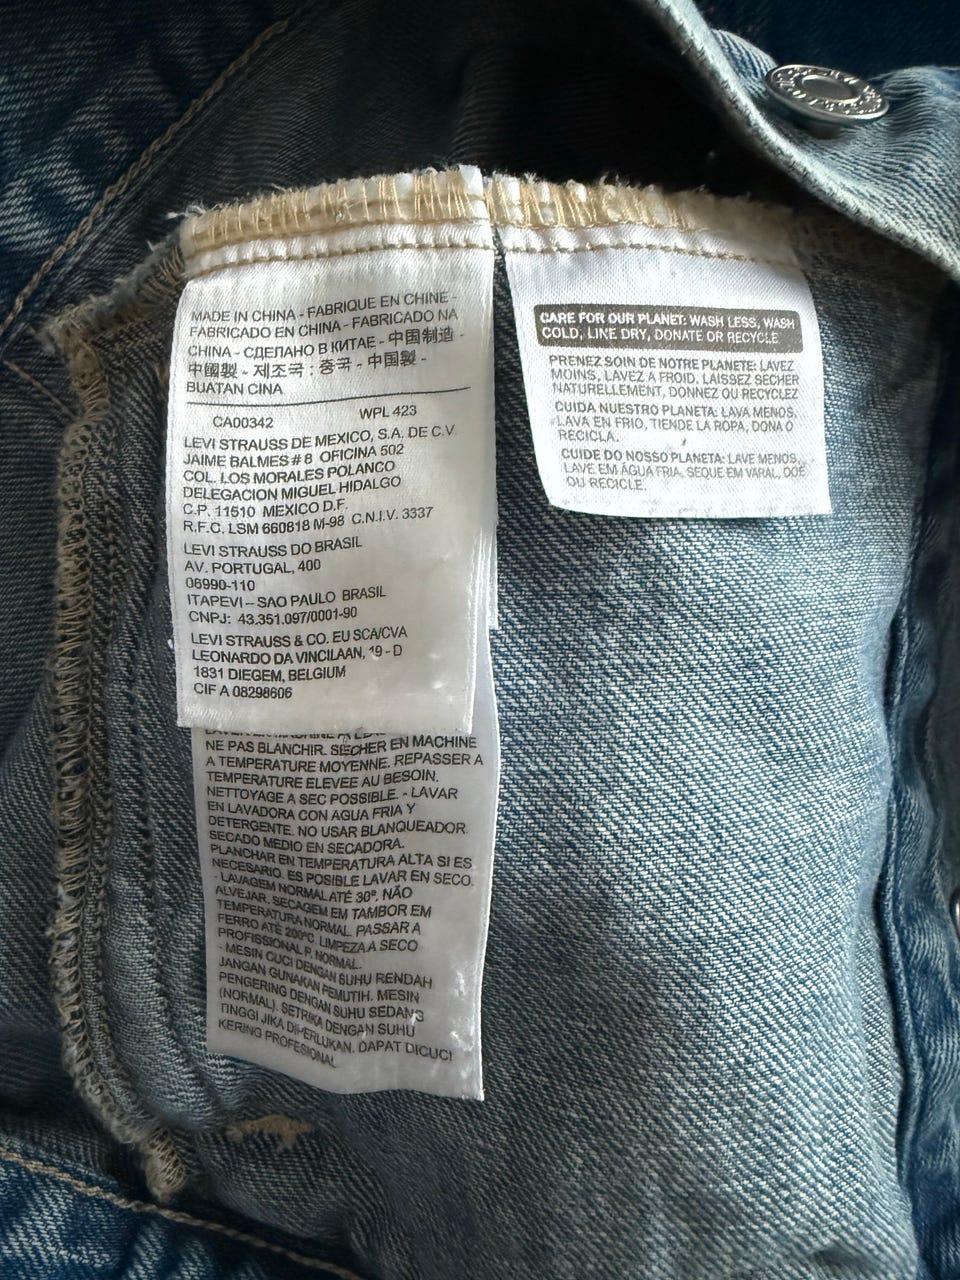 MADE IN CHINA - FABRIQUE EN CHINE -
FABRICADO EN CHINA - FABRICADO NA
CHINA - СДЕЛАНО В КИТАЕ - 中国制造 -
中國製 - 제조국 : 중국 - 中国製 -
BUATAN CINA
CA00342 WPL 423
LEVI STRAUSS DE MEXICO, S.A. DE C.V.
JAIME BALMES # 8 OFICINA 502
COL. LOS MORALES POLANCO
DELEGACION MIGUEL HIDALGO
C.P. 11510 MEXICO D.F.
R.F.C. LSM 660818 M-98 C.N.I.V. 3337
LEVI STRAUSS DO BRASIL
AV. PORTUGAL, 400
06990-110
ITAPEVI – SAO PAULO BRASIL
CNPJ: 43.351.097/0001-90
LEVI STRAUSS & CO. EU SCA/CVA
LEONARDO DA VINCILAAN, 19 - D
1831 DIEGEM, BELGIUM
CIF A 08298606
NE PAS BLANCHIR. SÉCHER EN MACHINE
A TEMPERATURE MOYENNE. REPASSER A
TEMPERATURE ELEVEE AU BESOIN.
NETTOYAGE A SEC POSSIBLE. - LAVAR
EN LAVADORA CON AGUA FRIA Y
DETERGENTE. NO USAR BLANQUEADOR.
SECADO MEDIO EN SECADORA.
PLANCHAR EN TEMPERATURA ALTA SI ES
NECESARIO. ES POSIBLE LAVAR EN SECO.
- LAVAGEM NORMAL ATÉ 30º. NÃO
ALVEJAR. SECAGEM EM TAMBOR EM
TEMPERATURA NORMAL. PASSAR A
FERRO ATÉ 200ºC. LIMPEZA A SECO
PROFISSIONAL P. NORMAL.
- MESIN CUCI DENGAN SUHU RENDAH
JANGAN GUNAKAN PEMUTIH. MESIN
PENGERING DENGAN SUHU SEDANG
(NORMAL). SETRIKA DENGAN SUHU
TINGGI JIKA DIPERLUKAN. DAPAT DICUCI
KERING PROFESIONAL
CARE FOR OUR PLANET: WASH LESS, WASH
COLD, LINE DRY, DONATE OR RECYCLE
PRENEZ SOIN DE NOTRE PLANETE: LAVEZ
MOINS, LAVEZ A FROID, LAISSEZ SECHER
NATURELLEMENT, DONNEZ OU RECYCLEZ
CUIDA NUESTRO PLANETA: LAVA MENOS,
LAVA EN FRIO, TIENDE LA ROPA, DONA O
RECICLA.
CUIDE DO NOSSO PLANETA: LAVE MENOS,
LAVE EM ÁGUA FRIA, SEQUE EM VARAL, DOE
OU RECICLE.